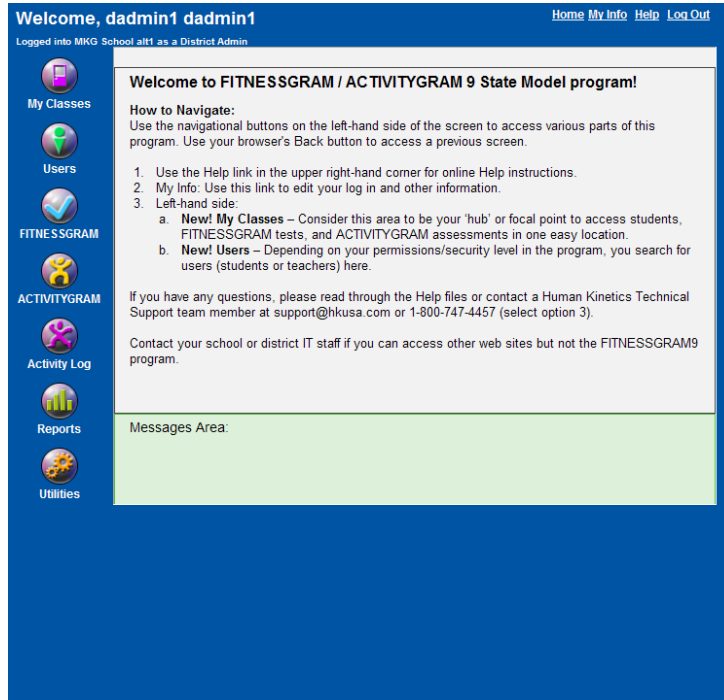 Welcome, dadmin1 dadmin1
Home My Info Help Log Out
Logged into MKG School alt1 as a District Admin
My Classes
Users
FITNESSGRAM
ACTIVITYGRAM
Activity Log
Reports
Utilities
Welcome to FITNESSGRAM / ACTIVITYGRAM 9 State Model program!
How to Navigate:
Use the navigational buttons on the left-hand side of the screen to access various parts of this
program. Use your browser's Back button to access a previous screen.
1. Use the Help link in the upper right-hand corner for online Help instructions.
2. My Info: Use this link to edit your log in and other information.
3. Left-hand side:
a. New! My Classes – Consider this area to be your 'hub' or focal point to access students,
FITNESSGRAM tests, and ACTIVITYGRAM assessments in one easy location.
b. New! Users – Depending on your permissions/security level in the program, you search for
users (students or teachers) here.
If you have any questions, please read through the Help files or contact a Human Kinetics Technical
Support team member at support@hkusa.com or 1-800-747-4457 (select option 3).
Contact your school or district IT staff if you can access other web sites but not the FITNESSGRAM9
program.
Messages Area: